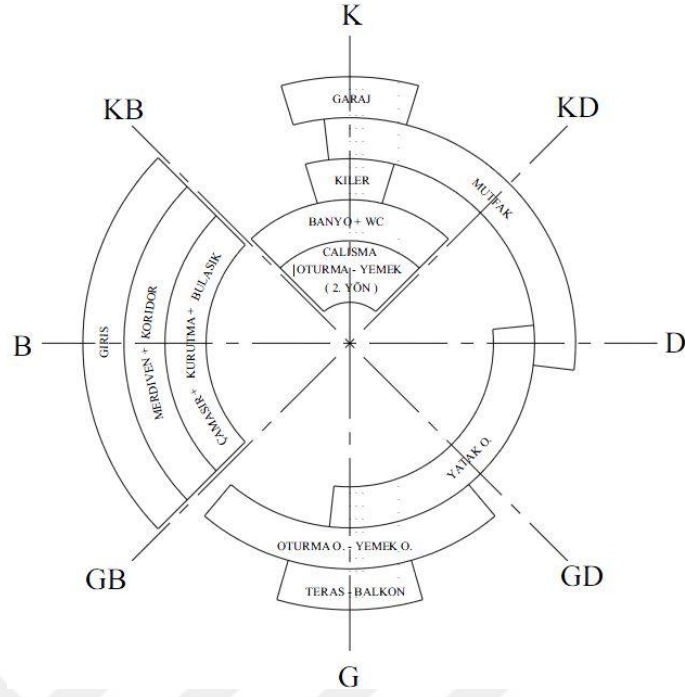 K
GARAJ
KB
KD
MUTFAK
KILER
BANYO + WC
CALISMA
OTURMA - YEMEK
( 2. YÖN )
B
GIRIS
MERDIVEN + KORIDOR
ÇAMASIR + KURUTMA + BULASIK
D
YATAK O.
OTURMA O. - YEMEK O.
TERAS - BALKON
GB
GD
G